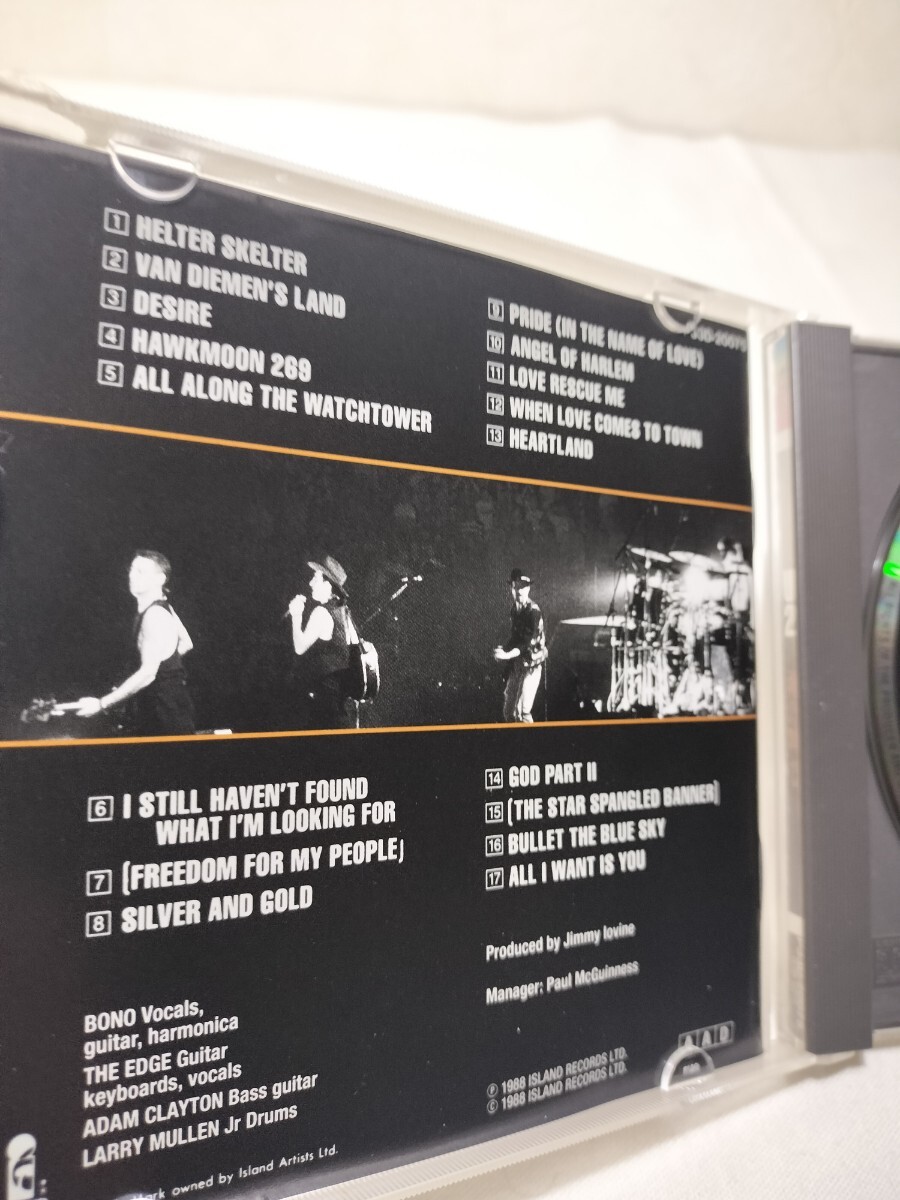 1 HELTER SKELTER
2 VAN DIEMEN'S LAND
3 DESIRE
4 HAWKMOON 269
5 ALL ALONG THE WATCHTOWER
9 PRIDE (IN THE NAME OF LOVE)
10 ANGEL OF HARLEM
11 LOVE RESCUE ME
12 WHEN LOVE COMES TO TOWN
13 HEARTLAND
6 I STILL HAVEN'T FOUND
WHAT I'M LOOKING FOR
7 (FREEDOM FOR MY PEOPLE)
8 SILVER AND GOLD
14 GOD PART II
15 (THE STAR SPANGLED BANNER)
16 BULLET THE BLUE SKY
17 ALL I WANT IS YOU
Produced by Jimmy Iovine
Manager: Paul McGuinness
BONO Vocals,
guitar, harmonica
THE EDGE Guitar
keyboards, vocals
ADAM CLAYTON Bass guitar
LARRY MULLEN Jr Drums
AAD
℗ 1988 ISLAND RECORDS LTD.
© 1988 ISLAND RECORDS LTD.
owned by Island Artists Ltd.